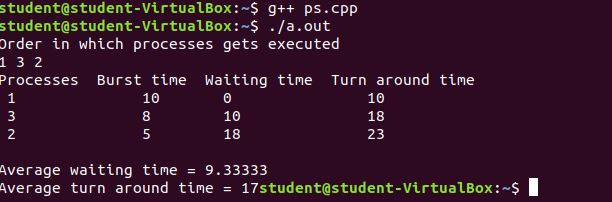 student@student-VirtualBox:~$ g++ ps.cpp
student@student-VirtualBox:~$ ./a.out
Order in which processes gets executed
1 3 2
Processes  Burst time  Waiting time  Turn around time
1 10 0 10
3 8 10 18
2 5 18 23
Average waiting time = 9.33333
Average turn around time = 17student@student-VirtualBox:~$